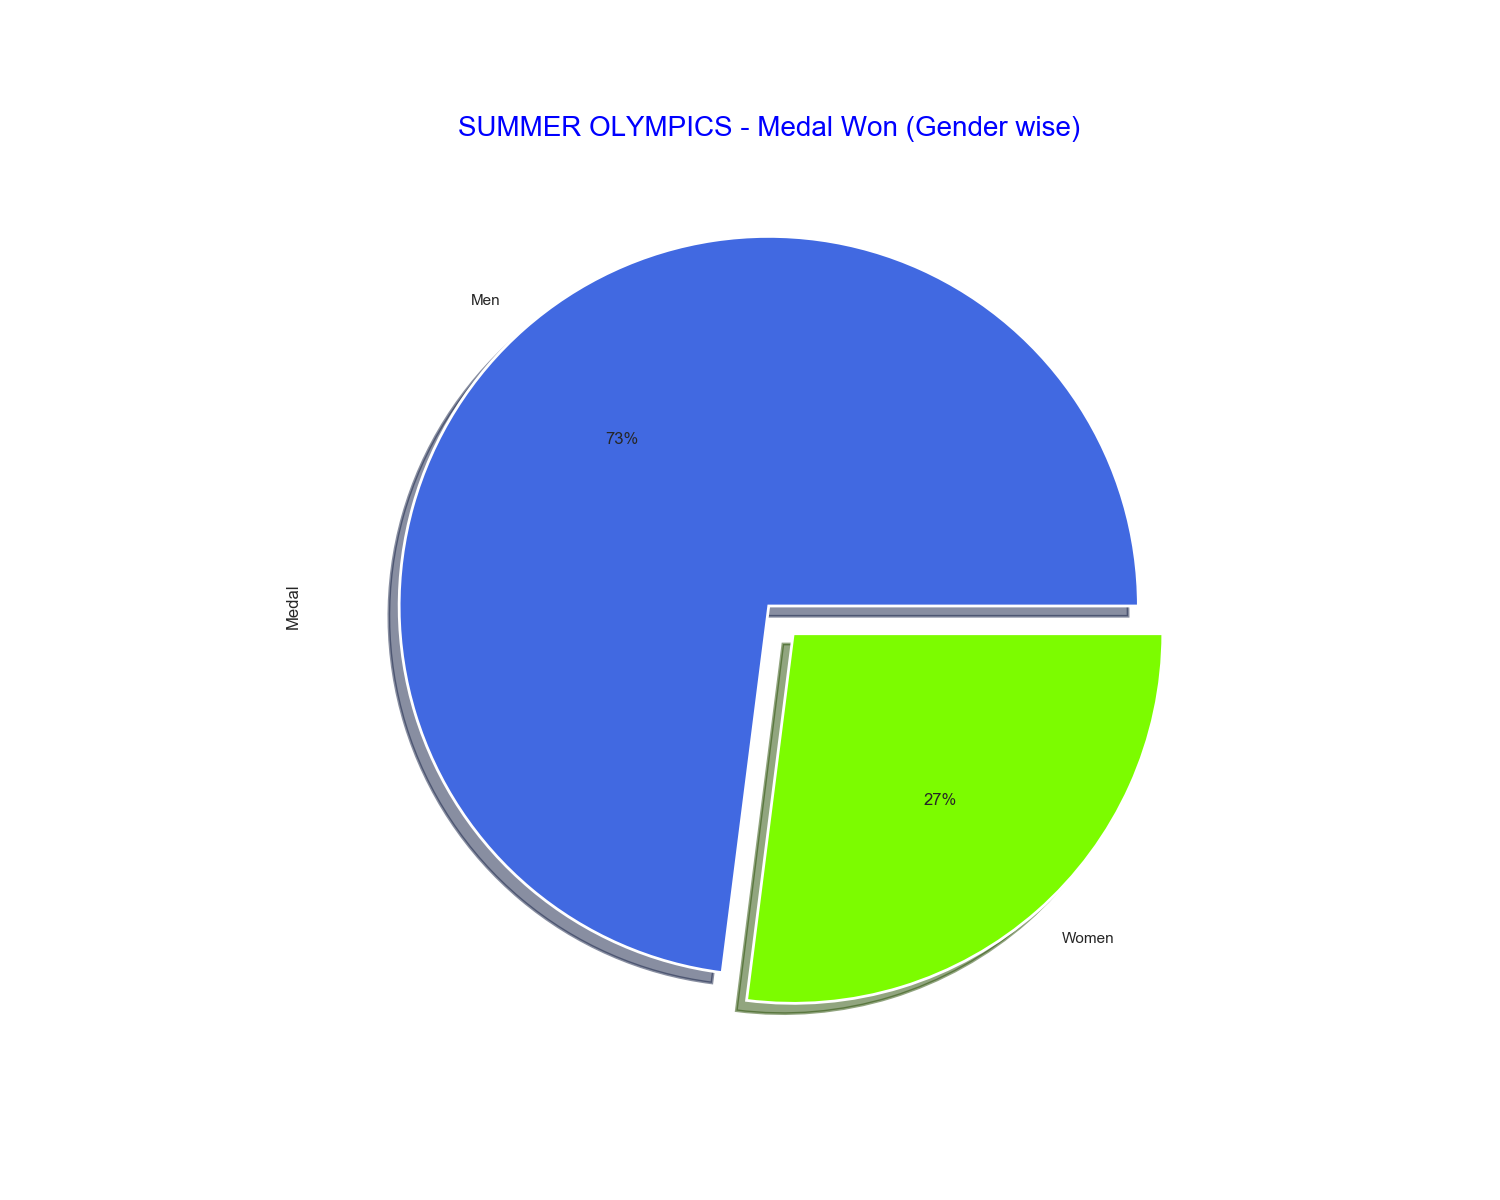 SUMMER OLYMPICS - Medal Won (Gender wise)
Men
73%
Medal
27%
Women